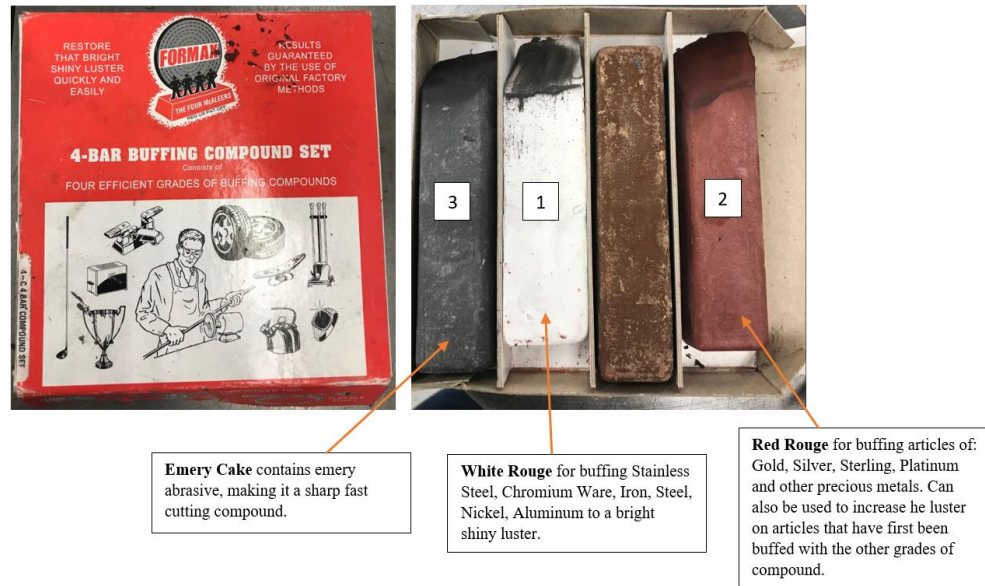 RESTORE
THAT BRIGHT
SHINY LUSTER
QUICKLY AND
EASILY
FORMAX
THE FOUR McALEERS
RESULTS
GUARANTEED
BY THE USE OF
ORIGINAL FACTORY
METHODS
4-BAR BUFFING COMPOUND SET
Consists of
FOUR EFFICIENT GRADES OF BUFFING COMPOUNDS
4-C 4 BAR COMPOUND SET
3
1
2
Emery Cake contains emery
abrasive, making it a sharp fast
cutting compound.
White Rouge for buffing Stainless
Steel, Chromium Ware, Iron, Steel,
Nickel, Aluminum to a bright
shiny luster.
Red Rouge for buffing articles of:
Gold, Silver, Sterling, Platinum
and other precious metals. Can
also be used to increase he luster
on articles that have first been
buffed with the other grades of
compound.